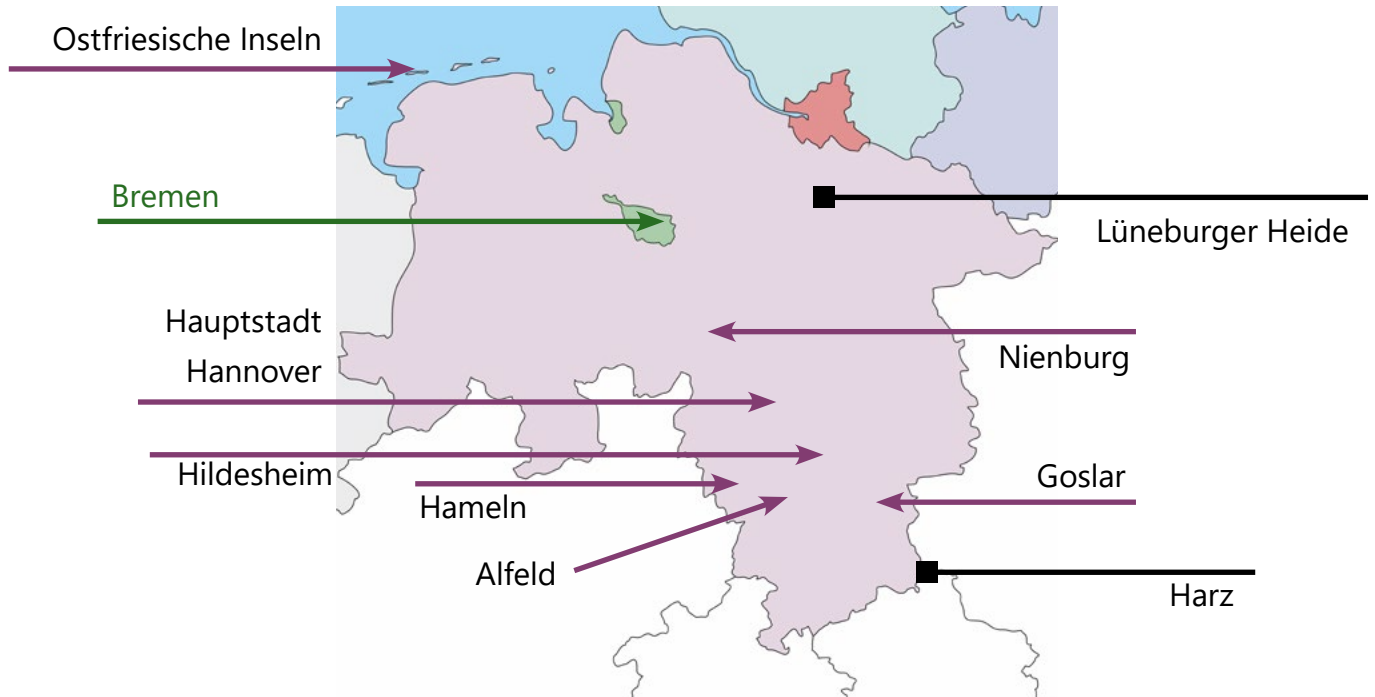 Ostfriesische Inseln
Bremen
Lüneburger Heide
Hauptstadt
Hannover
Nienburg
Hildesheim
Hameln
Goslar
Alfeld
Harz